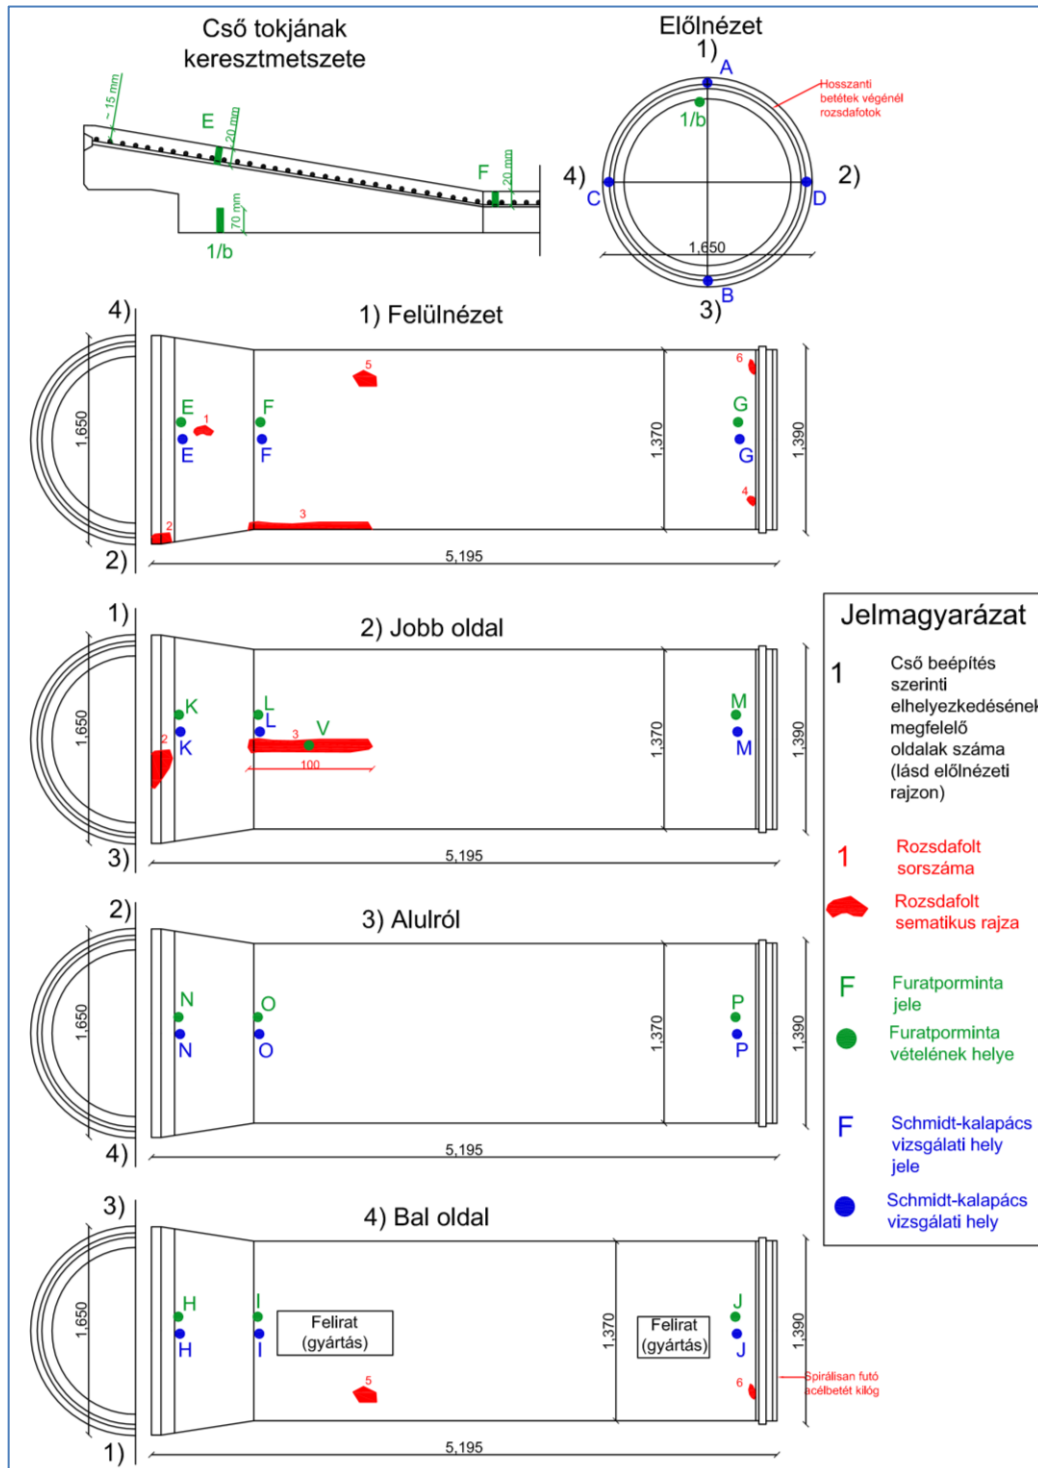 Cső tokjának
keresztmetszete
~ 15 mm
E
20 mm
F
20 mm
70 mm
1/b
Előlnézet
1)
A
Hosszanti
betétek végénél
rozsdafotok
1/b
4)
2)
C
D
1,650
B
3)
4)
1) Felülnézet
1,650
E
1
E
F
F
5
6
G
G
4
1,370
1,390
2
3
2)
5,195
1)
2) Jobb oldal
1,650
K
K
2
L
L
3
V
100
M
M
1,370
1,390
3)
5,195
2)
3) Alulról
1,650
N
N
O
O
P
P
1,370
1,390
4)
5,195
3)
4) Bal oldal
1,650
H
H
I
I
Felirat
(gyártás)
5
1,370
Felirat
(gyártás)
J
J
6
1,390
Spirálisan futó
acélbetét kilóg
1)
5,195
Jelmagyarázat
1
Cső beépítés
szerinti
elhelyezkedésének
megfelelő
oldalak száma
(lásd előlnézeti
rajzon)
1
Rozsdafolt
sorszáma
Rozsdafolt
sematikus rajza
F
Furatporminta
jele
Furatporminta
vételének helye
F
Schmidt-kalapács
vizsgálati hely
jele
Schmidt-kalapács
vizsgálati hely